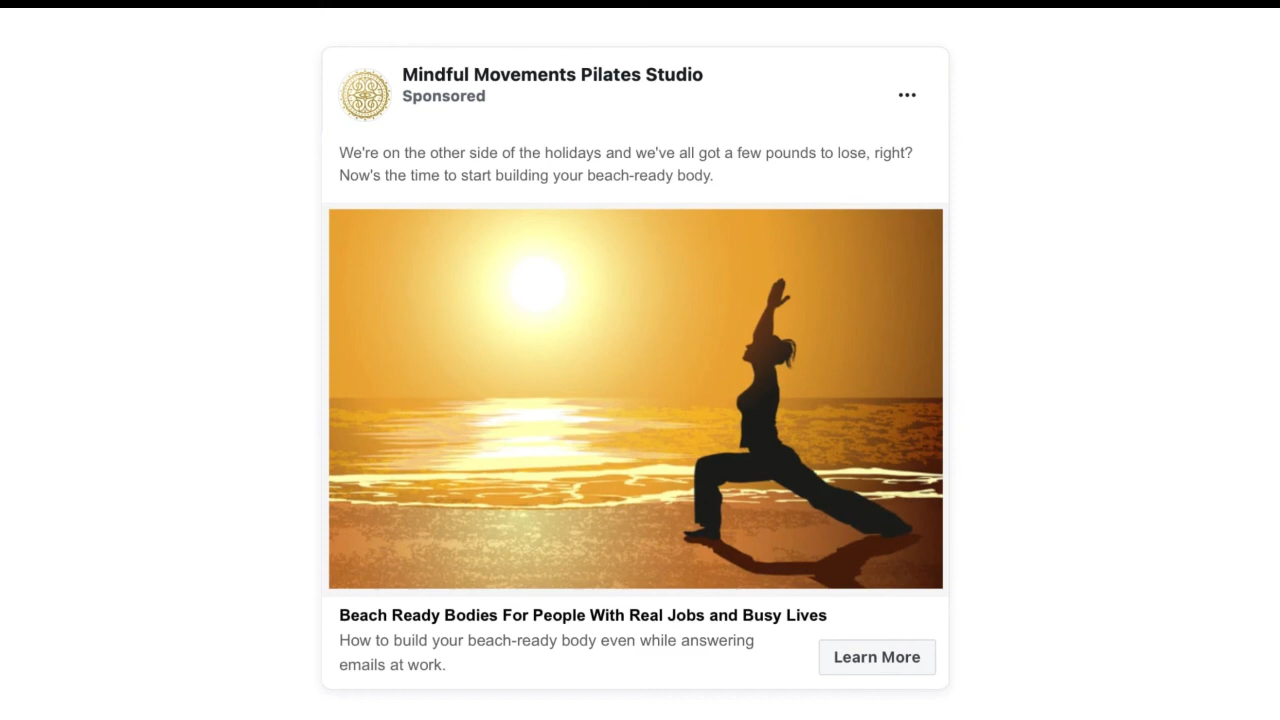 Mindful Movements Pilates Studio
Sponsored
We're on the other side of the holidays and we've all got a few pounds to lose, right?
Now's the time to start building your beach-ready body.
Beach Ready Bodies For People With Real Jobs and Busy Lives
How to build your beach-ready body even while answering
emails at work.
Learn More